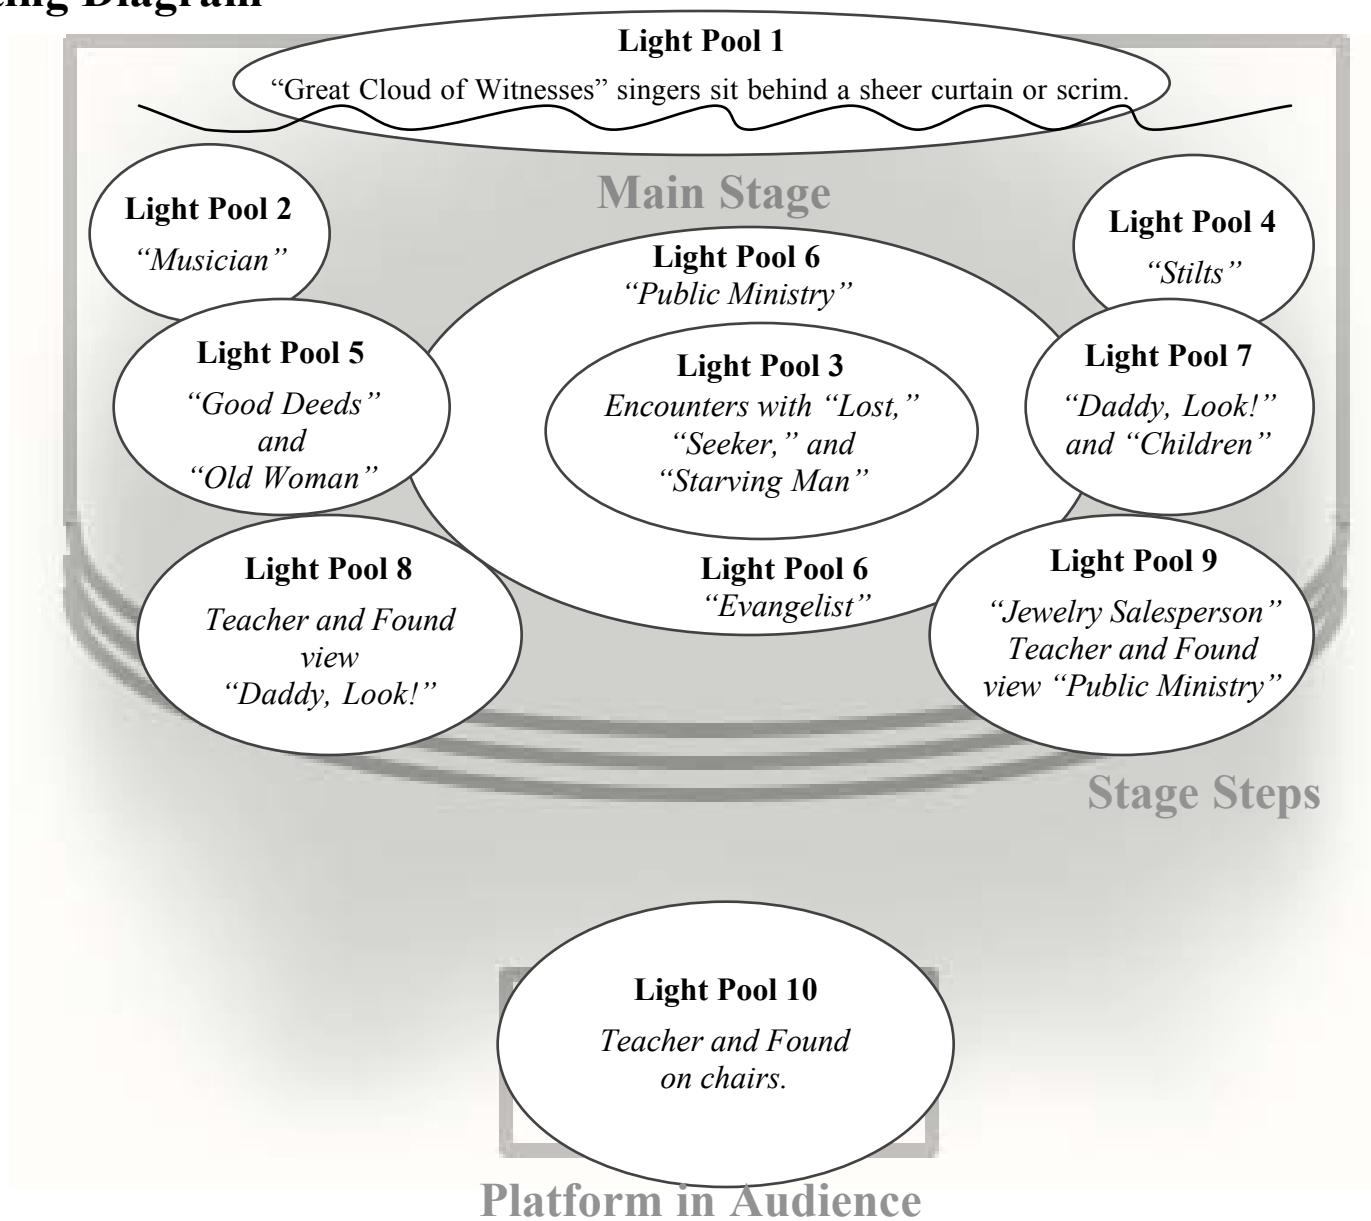 Diagram
Light Pool 1
“Great Cloud of Witnesses” singers sit behind a sheer curtain or scrim.
Main Stage
Light Pool 2
“Musician”
Light Pool 4
“Stilts”
Light Pool 6
“Public Ministry”
Light Pool 5
“Good Deeds”
and
“Old Woman”
Light Pool 3
Encounters with “Lost,”
“Seeker,” and
“Starving Man”
Light Pool 7
“Daddy, Look!”
and “Children”
Light Pool 8
Teacher and Found
view
“Daddy, Look!”
Light Pool 6
“Evangelist”
Light Pool 9
“Jewelry Salesperson”
Teacher and Found
view “Public Ministry”
Stage Steps
Light Pool 10
Teacher and Found
on chairs.
Platform in Audience